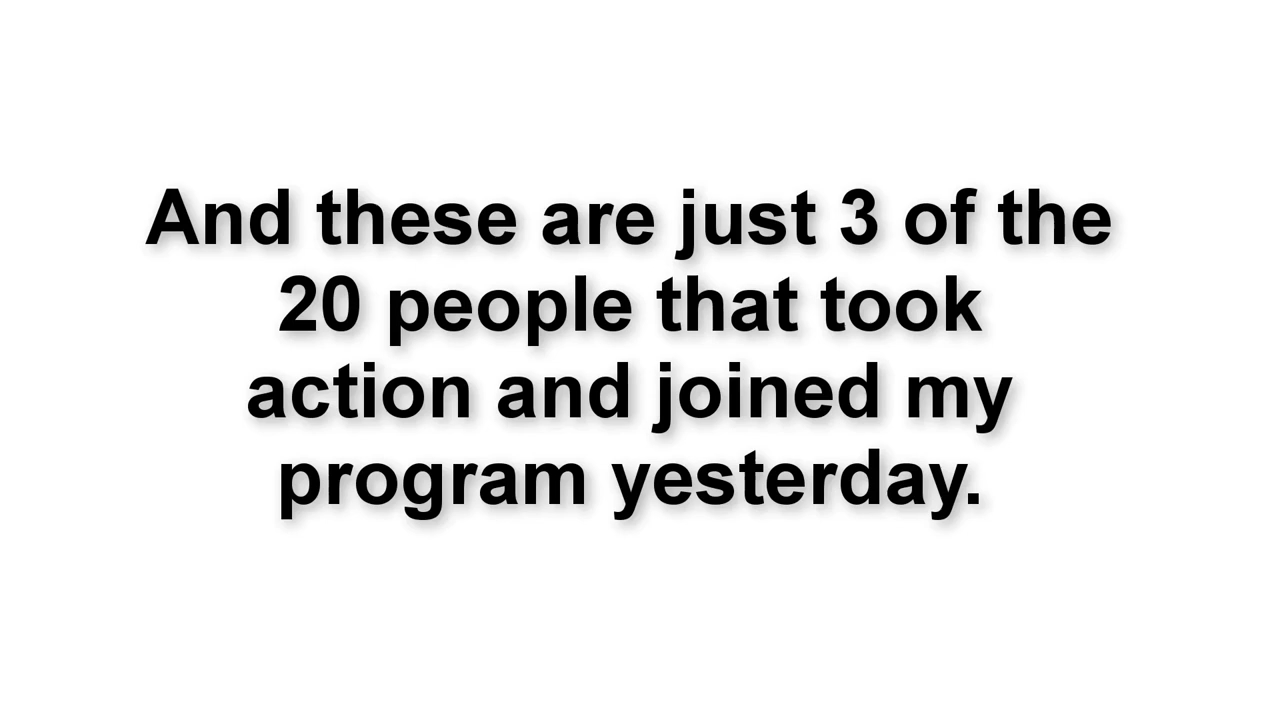 And these are just 3 of the
20 people that took
action and joined my
program yesterday.